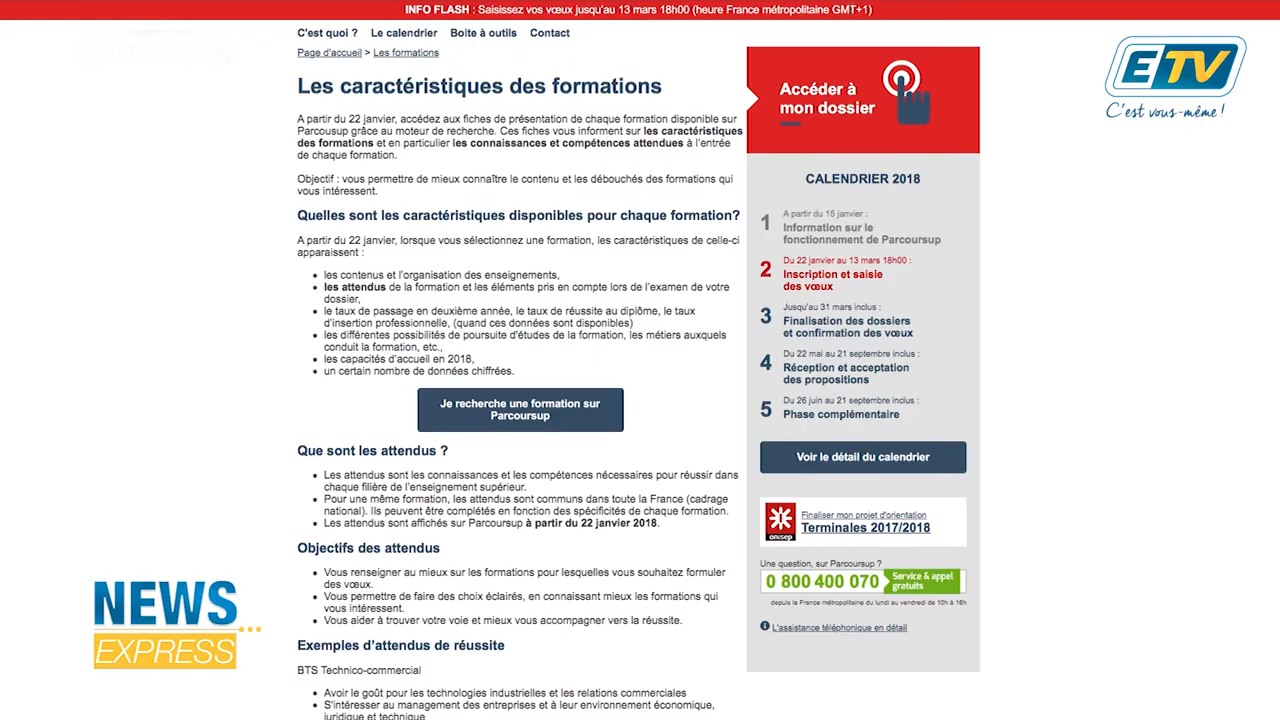 INFO FLASH : Saisissez vos vœux jusqu'au 13 mars 18h00 (heure France métropolitaine GMT+1)
C'est quoi ? Le calendrier Boite à outils Contact
Page d'accueil > Les formations
Les caractéristiques des formations
A partir du 22 janvier, accédez aux fiches de présentation de chaque formation disponible sur
Parcousup grâce au moteur de recherche. Ces fiches vous informent sur les caractéristiques
des formations et en particulier les connaissances et compétences attendues à l'entrée
de chaque formation.
Objectif : vous permettre de mieux connaître le contenu et les débouchés des formations qui
vous intéressent.
Quelles sont les caractéristiques disponibles pour chaque formation?
A partir du 22 janvier, lorsque vous sélectionnez une formation, les caractéristiques de celle-ci
apparaissent :
• les contenus et l'organisation des enseignements,
• les attendus de la formation et les éléments pris en compte lors de l'examen de votre
dossier,
• le taux de passage en deuxième année, le taux de réussite au diplôme, le taux
d'insertion professionnelle, (quand ces données sont disponibles)
• les différentes possibilités de poursuite d'études de la formation, les métiers auxquels
conduit la formation, etc.,
• les capacités d'accueil en 2018,
• un certain nombre de données chiffrées.
Je recherche une formation sur
Parcoursup
Que sont les attendus ?
• Les attendus sont les connaissances et les compétences nécessaires pour réussir dans
chaque filière de l'enseignement supérieur.
• Pour une même formation, les attendus sont communs dans toute la France (cadrage
national). Ils peuvent être complétés en fonction des spécificités de chaque formation.
• Les attendus sont affichés sur Parcoursup à partir du 22 janvier 2018.
Objectifs des attendus
• Vous renseigner au mieux sur les formations pour lesquelles vous souhaitez formuler
des vœux.
• Vous permettre de faire des choix éclairés, en connaissant mieux les formations qui
vous intéressent.
• Vous aider à trouver votre voie et mieux vous accompagner vers la réussite.
Exemples d'attendus de réussite
BTS Technico-commercial
• Avoir le goût pour les technologies industrielles et les relations commerciales
• S'intéresser au management des entreprises et à leur environnement économique,
juridique et technique
Accéder à
mon dossier
CALENDRIER 2018
1 A partir du 15 janvier :
Information sur le
fonctionnement de Parcoursup
2 Du 22 janvier au 13 mars 18h00 :
Inscription et saisie
des vœux
3 Jusqu'au 31 mars inclus :
Finalisation des dossiers
et confirmation des vœux
4 Du 22 mai au 21 septembre inclus :
Réception et acceptation
des propositions
5 Du 26 juin au 21 septembre inclus :
Phase complémentaire
Voir le détail du calendrier
onisep
Finaliser mon projet d'orientation
Terminales 2017/2018
Une question, sur Parcoursup ?
0 800 400 070 Service & appel
gratuits
depuis la France métropolitaine du lundi au vendredi de 10h à 16h
L'assistance téléphonique en détail
ETV
C'est vous-même !
NEWS...
EXPRESS